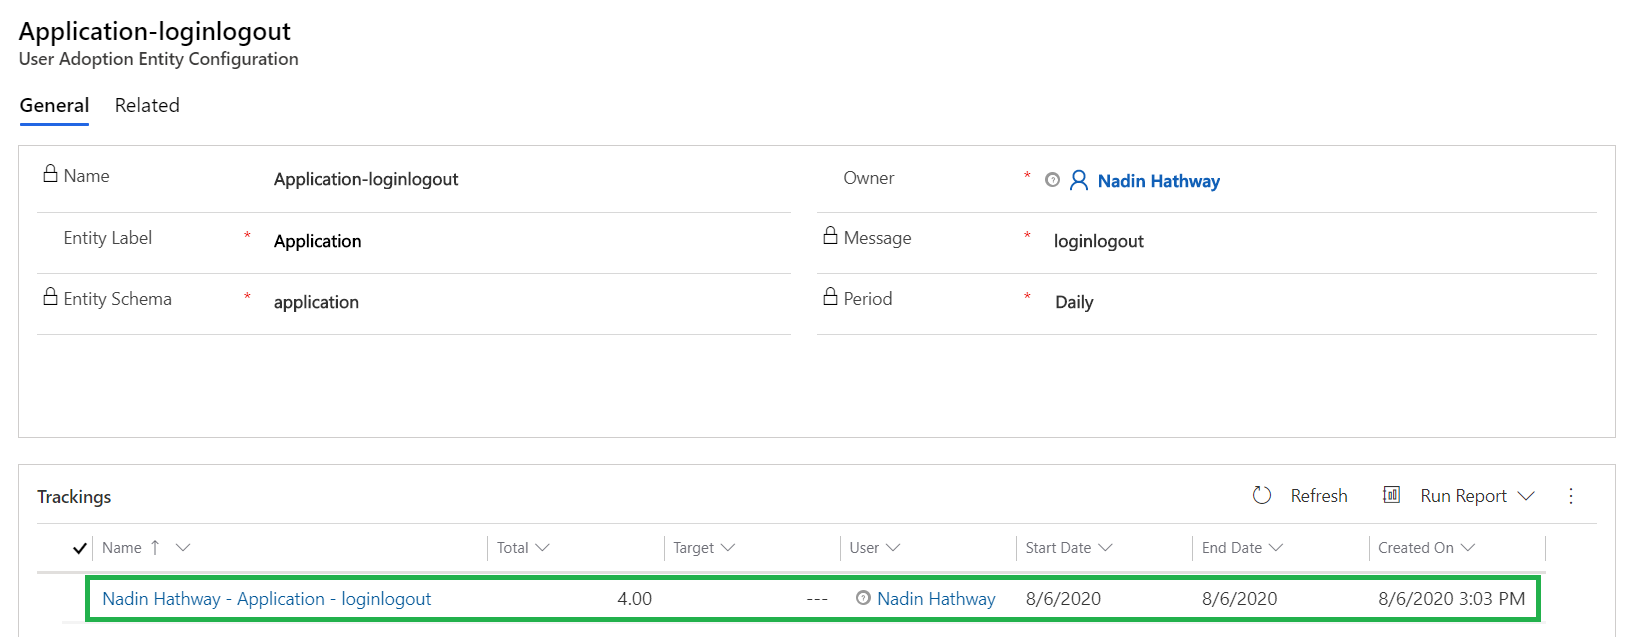 Application-loginlogout
User Adoption Entity Configuration
General Related
Name Application-loginlogout Owner * Nadin Hathway
Entity Label * Application Message * loginlogout
Entity Schema * application Period * Daily
Trackings Refresh Run Report
Name ↑ Total Target User Start Date End Date Created On
Nadin Hathway - Application - loginlogout 4.00 --- Nadin Hathway 8/6/2020 8/6/2020 8/6/2020 3:03 PM